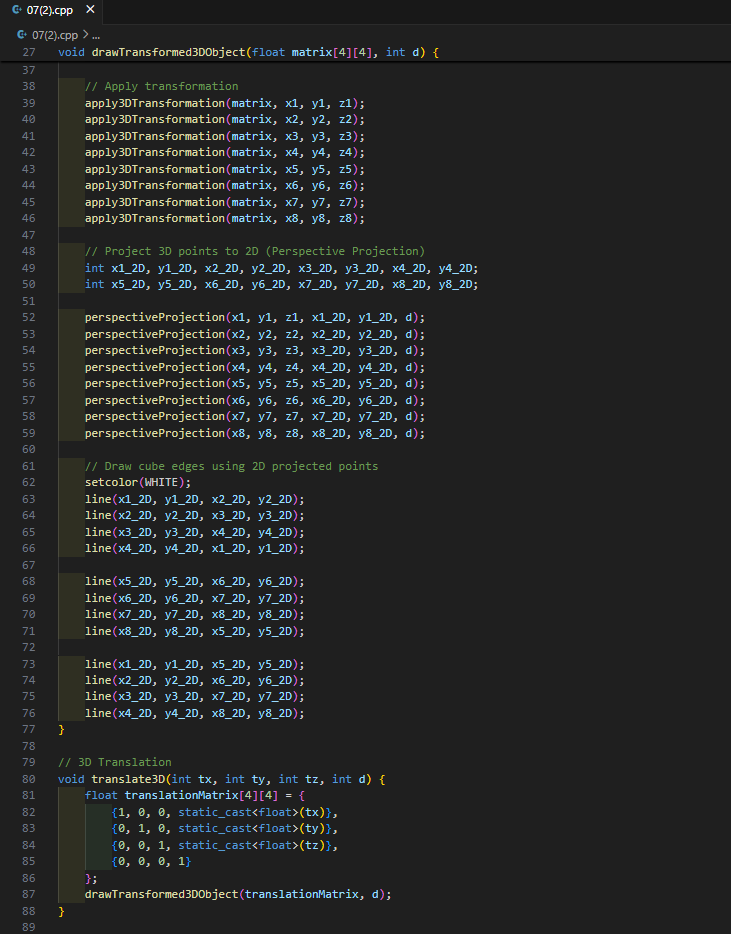 07(2).cpp ×
07(2).cpp > ...
27 void drawTransformed3DObject(float matrix[4][4], int d) {
37
38 // Apply transformation
39 apply3DTransformation(matrix, x1, y1, z1);
40 apply3DTransformation(matrix, x2, y2, z2);
41 apply3DTransformation(matrix, x3, y3, z3);
42 apply3DTransformation(matrix, x4, y4, z4);
43 apply3DTransformation(matrix, x5, y5, z5);
44 apply3DTransformation(matrix, x6, y6, z6);
45 apply3DTransformation(matrix, x7, y7, z7);
46 apply3DTransformation(matrix, x8, y8, z8);
47
48 // Project 3D points to 2D (Perspective Projection)
49 int x1_2D, y1_2D, x2_2D, y2_2D, x3_2D, y3_2D, x4_2D, y4_2D;
50 int x5_2D, y5_2D, x6_2D, y6_2D, x7_2D, y7_2D, x8_2D, y8_2D;
51
52 perspectiveProjection(x1, y1, z1, x1_2D, y1_2D, d);
53 perspectiveProjection(x2, y2, z2, x2_2D, y2_2D, d);
54 perspectiveProjection(x3, y3, z3, x3_2D, y3_2D, d);
55 perspectiveProjection(x4, y4, z4, x4_2D, y4_2D, d);
56 perspectiveProjection(x5, y5, z5, x5_2D, y5_2D, d);
57 perspectiveProjection(x6, y6, z6, x6_2D, y6_2D, d);
58 perspectiveProjection(x7, y7, z7, x7_2D, y7_2D, d);
59 perspectiveProjection(x8, y8, z8, x8_2D, y8_2D, d);
60
61 // Draw cube edges using 2D projected points
62 setcolor(WHITE);
63 line(x1_2D, y1_2D, x2_2D, y2_2D);
64 line(x2_2D, y2_2D, x3_2D, y3_2D);
65 line(x3_2D, y3_2D, x4_2D, y4_2D);
66 line(x4_2D, y4_2D, x1_2D, y1_2D);
67
68 line(x5_2D, y5_2D, x6_2D, y6_2D);
69 line(x6_2D, y6_2D, x7_2D, y7_2D);
70 line(x7_2D, y7_2D, x8_2D, y8_2D);
71 line(x8_2D, y8_2D, x5_2D, y5_2D);
72
73 line(x1_2D, y1_2D, x5_2D, y5_2D);
74 line(x2_2D, y2_2D, x6_2D, y6_2D);
75 line(x3_2D, y3_2D, x7_2D, y7_2D);
76 line(x4_2D, y4_2D, x8_2D, y8_2D);
77 }
78
79 // 3D Translation
80 void translate3D(int tx, int ty, int tz, int d) {
81 float translationMatrix[4][4] = {
82 {1, 0, 0, static_cast<float>(tx)},
83 {0, 1, 0, static_cast<float>(ty)},
84 {0, 0, 1, static_cast<float>(tz)},
85 {0, 0, 0, 1}
86 };
87 drawTransformed3DObject(translationMatrix, d);
88 }
89